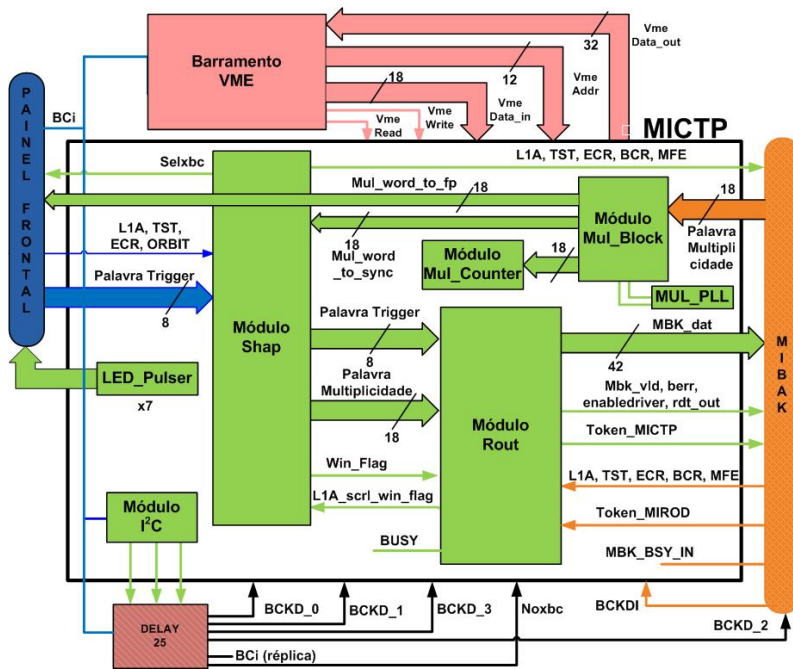 32
Vme
Data_out
Barramento
VME
18
12
Vme
Addr
Vme
Data_in
Vme
Write
Vme
Read
PAINEL FRONTAL
BCi
MICTP
Selxbc
L1A, TST, ECR, BCR, MFE
Mul_word_to_fp
18
18
Módulo
Mul_Block
Palavra
Multipli
cidade
L1A, TST,
ECR, ORBIT
18
Mul_word
_to_sync
Módulo
Mul_Counter
18
Palavra Trigger
8
MUL_PLL
Módulo
Shap
Palavra Trigger
8
MBK_dat
42
MIBAK
LED_Pulser
x7
Palavra
Multiplicidade
18
Módulo
Rout
Mbk_vld, berr,
enabledriver, rdt_out
Token_MICTP
Win_Flag
L1A, TST, ECR, BCR, MFE
L1A_scrl_win_flag
Módulo
I2C
Token_MIROD
BUSY
MBK_BSY_IN
BCKD_0
BCKD_1
BCKD_3
Noxbc
BCKDI
BCKD_2
DELAY
25
BCi (réplica)